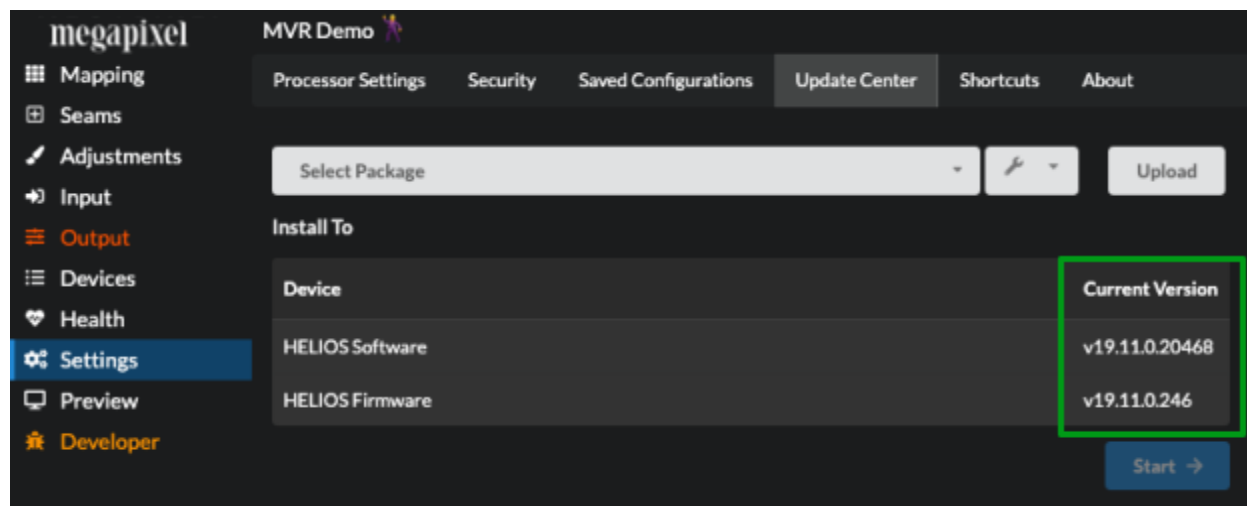 megapixel
MVR Demo
Mapping
Seams
Adjustments
Input
Output
Devices
Health
Settings
Preview
Developer
Processor Settings Security Saved Configurations Update Center Shortcuts About
Select Package Upload
Install To
Device Current Version
HELIOS Software v19.11.0.20468
HELIOS Firmware v19.11.0.246
Start →